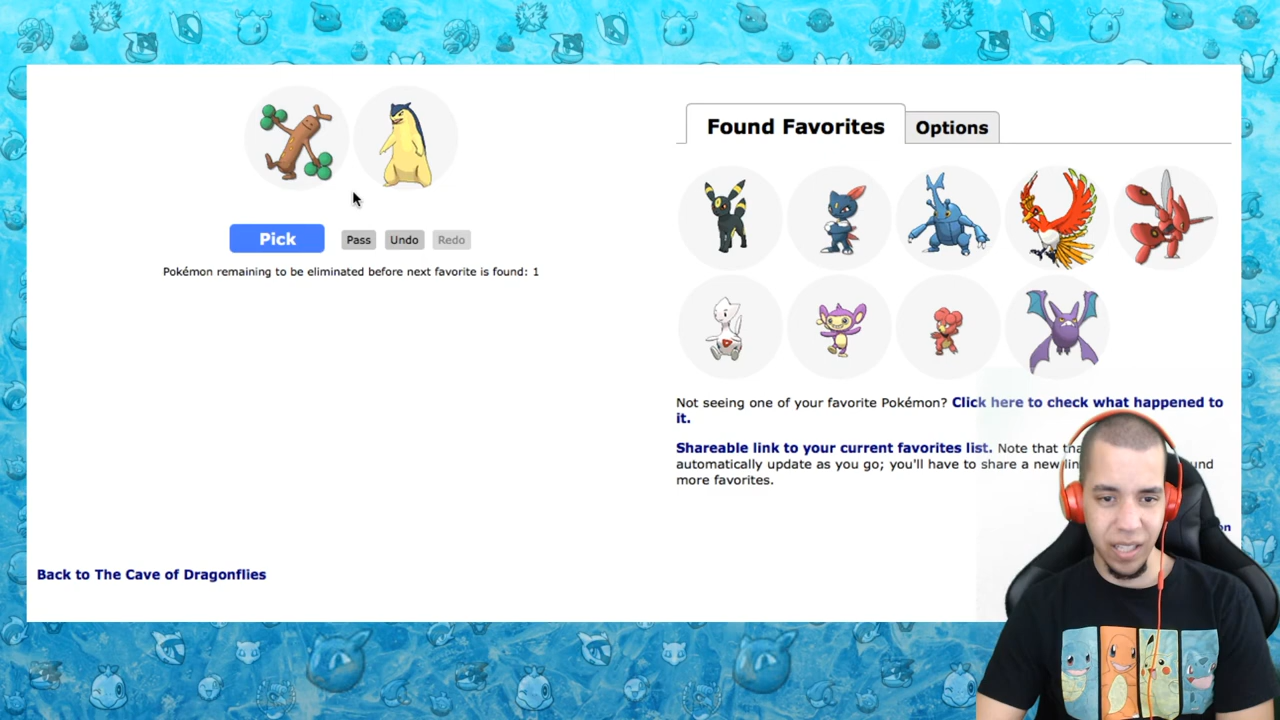 Found Favorites
Options
Pick
Pass
Undo
Redo
Pokémon remaining to be eliminated before next favorite is found: 1
Not seeing one of your favorite Pokémon? Click here to check what happened to
it.
Shareable link to your current favorites list. Note that
automatically update as you go; you'll have to share a new
more favorites.
Back to The Cave of Dragonflies